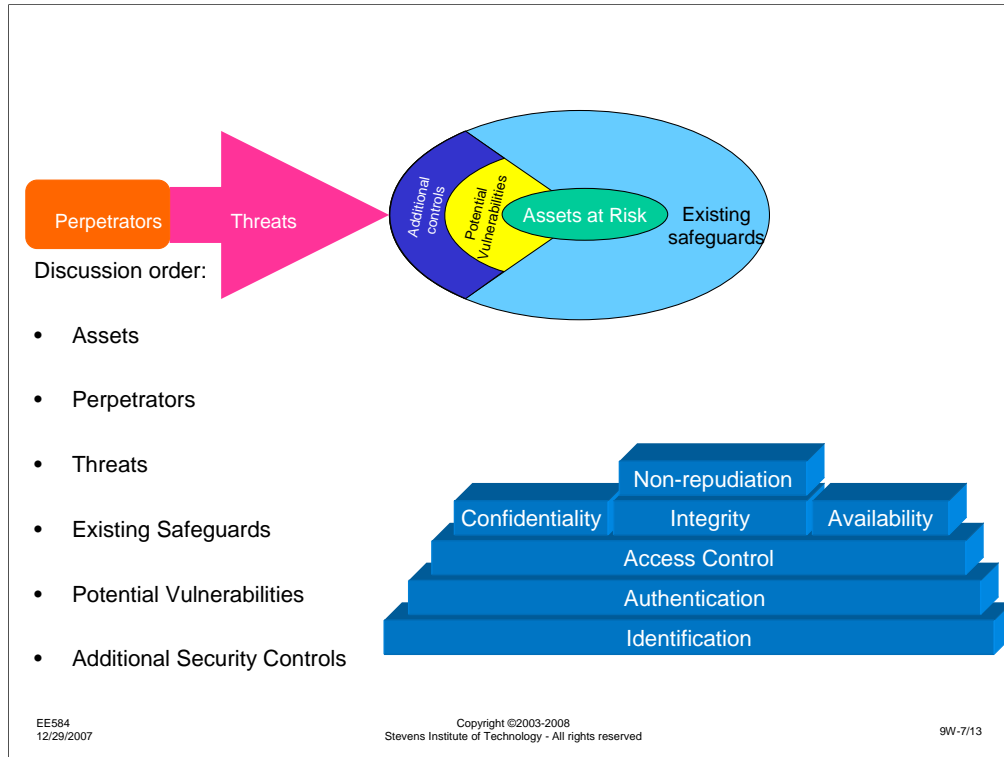 Perpetrators
Threats
Additional
controls
Potential
Vulnerabilities
Assets at Risk
Existing
safeguards
Discussion order:
• Assets
• Perpetrators
• Threats
• Existing Safeguards
• Potential Vulnerabilities
• Additional Security Controls
Non-repudiation
Confidentiality
Integrity
Availability
Access Control
Authentication
Identification
EE584
12/29/2007
Copyright ©2003-2008
Stevens Institute of Technology - All rights reserved
9W-7/13